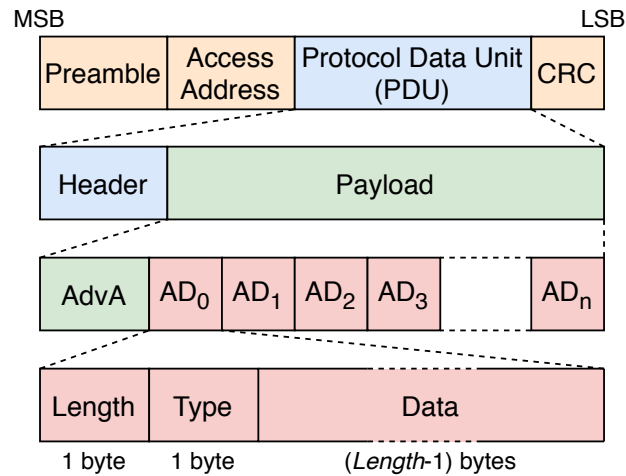 MSB LSB
Preamble Access Address Protocol Data Unit (PDU) CRC
Header Payload
AdvA AD0 AD1 AD2 AD3 ADn
Length Type Data
1 byte 1 byte (Length-1) bytes